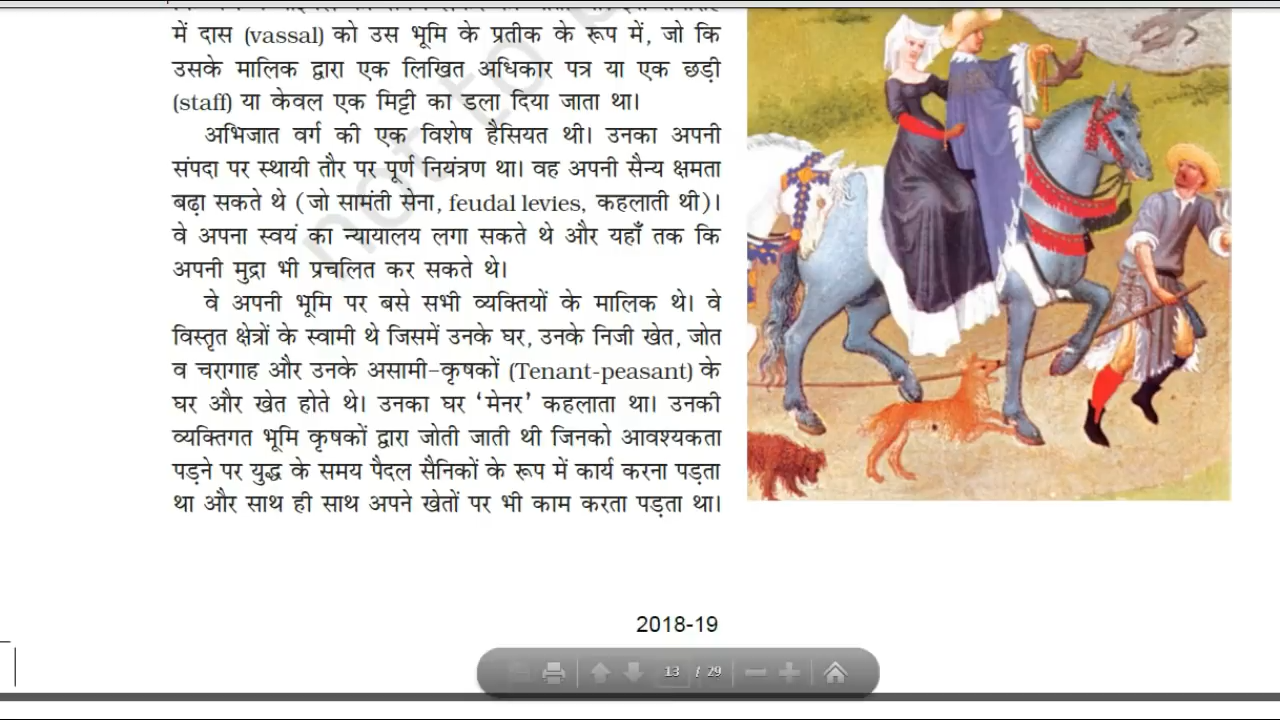 में दास (vassal) को उस भूमि के प्रतीक के रूप में, जो कि
उसके मालिक द्वारा एक लिखित अधिकार पत्र या एक छड़ी
(staff) या केवल एक मिट्टी का डला दिया जाता था।
अभिजात वर्ग की एक विशेष हैसियत थी। उनका अपनी
संपदा पर स्थायी तौर पर पूर्ण नियंत्रण था। वह अपनी सैन्य क्षमता
बढ़ा सकते थे (जो सामंती सेना, feudal levies, कहलाती थी)।
वे अपना स्वयं का न्यायालय लगा सकते थे और यहाँ तक कि
अपनी मुद्रा भी प्रचलित कर सकते थे।
वे अपनी भूमि पर बसे सभी व्यक्तियों के मालिक थे। वे
विस्तृत क्षेत्रों के स्वामी थे जिसमें उनके घर, उनके निजी खेत, जोत
व चरागाह और उनके असामी-कृषकों (Tenant-peasant) के
घर और खेत होते थे। उनका घर ‘मेनर’ कहलाता था। उनकी
व्यक्तिगत भूमि कृषकों द्वारा जोती जाती थी जिनको आवश्यकता
पड़ने पर युद्ध के समय पैदल सैनिकों के रूप में कार्य करना पड़ता
था और साथ ही साथ अपने खेतों पर भी काम करता पड़ता था।
not to
2018-19
13 / 29